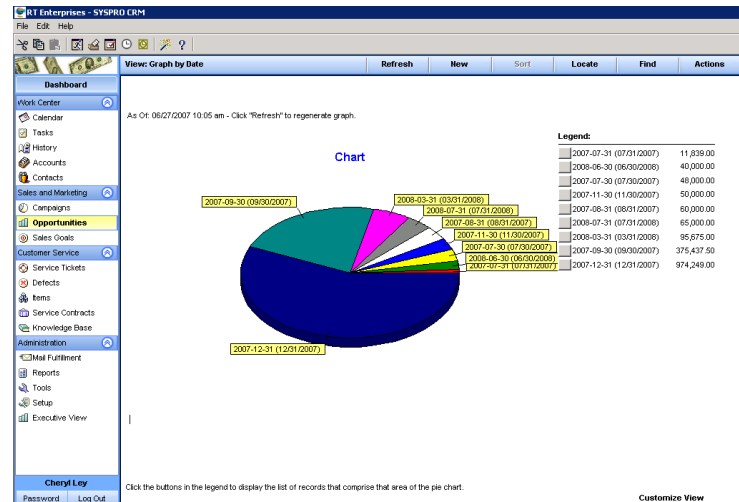 RT Enterprises - SYSPRO CRM
File Edit Help
View: Graph by Date Refresh New Sort Locate Find Actions
Dashboard
Work Center
Calendar
Tasks
History
Accounts
Contacts
Sales and Marketing
Campaigns
Opportunities
Sales Goals
Customer Service
Service Tickets
Defects
Items
Service Contracts
Knowledge Base
Administration
Mail Fulfillment
Reports
Tools
Setup
Executive View
Cheryl Ley
Password Log Out
As Of: 06/27/2007 10:05 am - Click "Refresh" to regenerate graph.
Chart
2007-09-30 (09/30/2007)
2008-03-31 (03/31/2008)
2008-07-31 (07/31/2008)
2007-08-31 (08/31/2007)
2007-11-30 (11/30/2007)
2007-07-30 (07/30/2007)
2008-06-30 (06/30/2008)
2007-07-31 (07/31/2007)
2007-12-31 (12/31/2007)
Legend:
2007-07-31 (07/31/2007) 11,839.00
2008-06-30 (06/30/2008) 40,000.00
2007-07-30 (07/30/2007) 48,000.00
2007-11-30 (11/30/2007) 50,000.00
2007-08-31 (08/31/2007) 60,000.00
2008-07-31 (07/31/2008) 65,000.00
2008-03-31 (03/31/2008) 95,675.00
2007-09-30 (09/30/2007) 375,437.50
2007-12-31 (12/31/2007) 974,249.00
Click the buttons in the legend to display the list of records that comprise that area of the pie chart.
Customize View